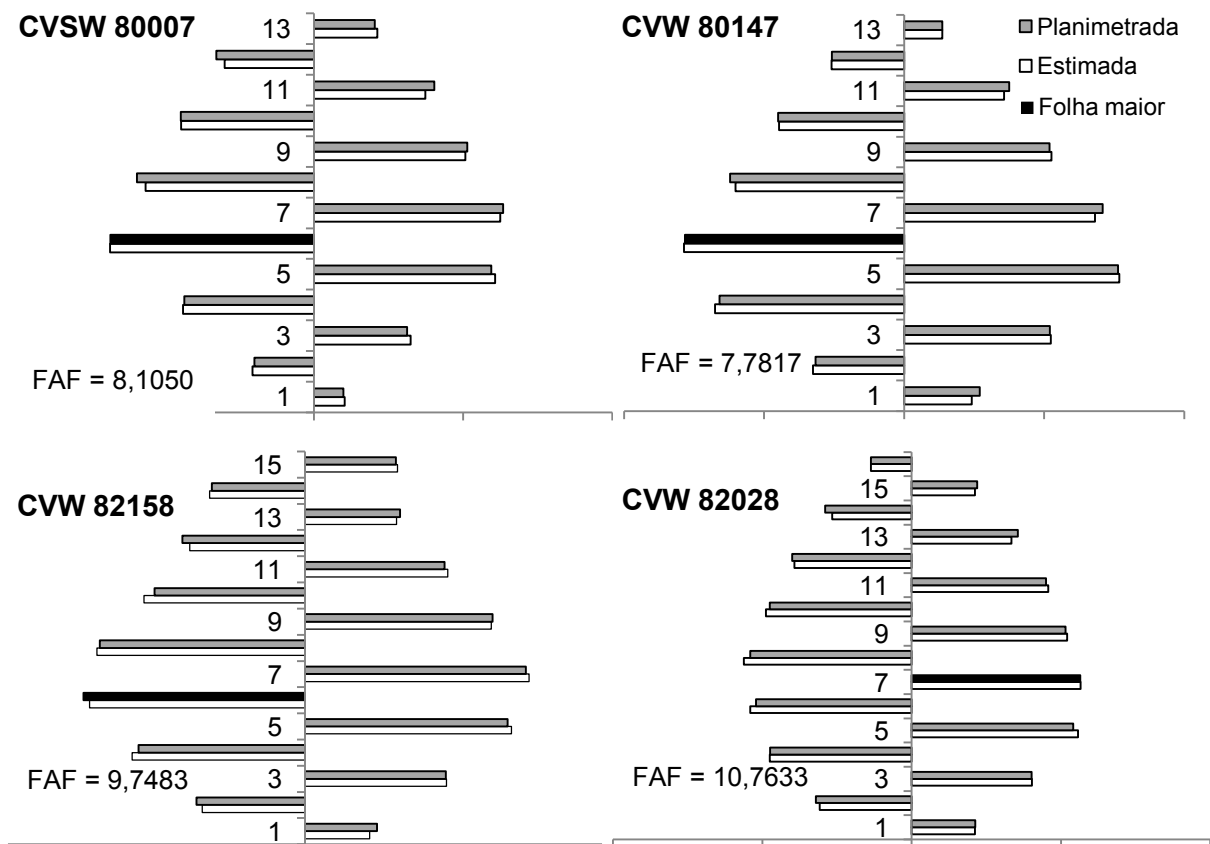 CVSW 80007
13
11
9
7
5
3
1
FAF = 8,1050
CVW 80147
13
11
9
7
5
3
1
FAF = 7,7817
Planimetrada
Estimada
Folha maior
CVW 82158
15
13
11
9
7
5
3
1
FAF = 9,7483
CVW 82028
15
13
11
9
7
5
3
1
FAF = 10,7633